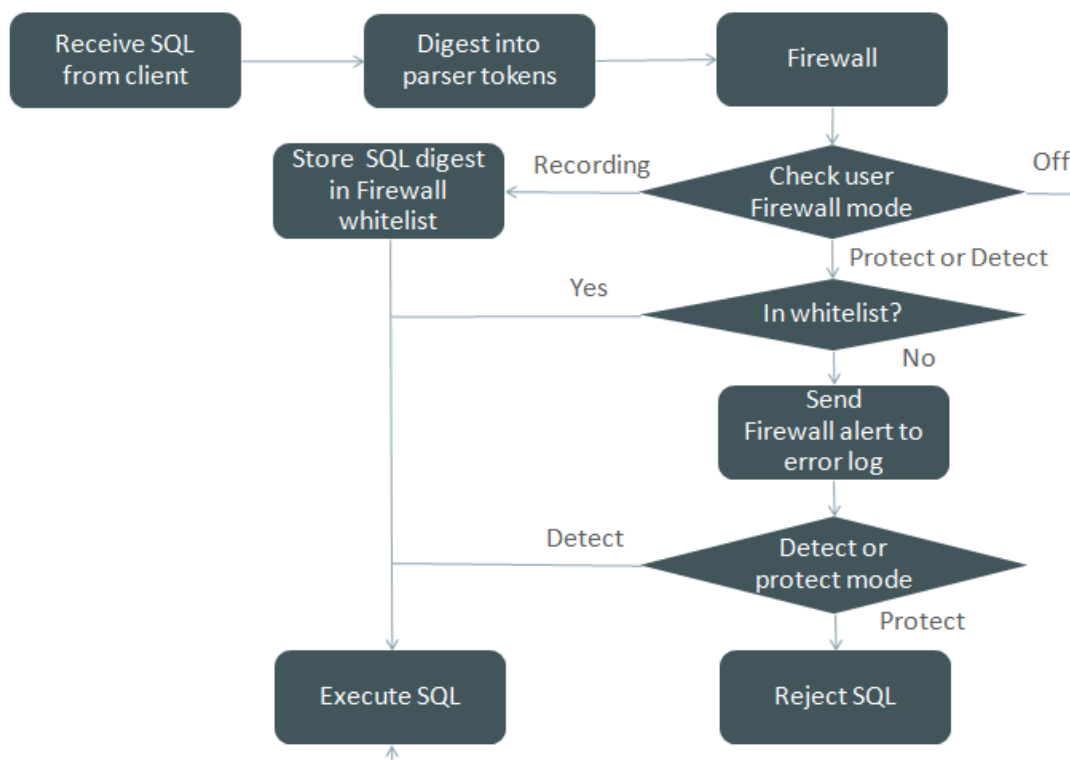 Receive SQL
from client
Digest into
parser tokens
Firewall
Store SQL digest
in Firewall
whitelist
Recording
Check user
Firewall mode
Off
Protect or Detect
Yes
In whitelist?
No
Send
Firewall alert to
error log
Detect
Detect or
protect mode
Protect
Execute SQL
Reject SQL